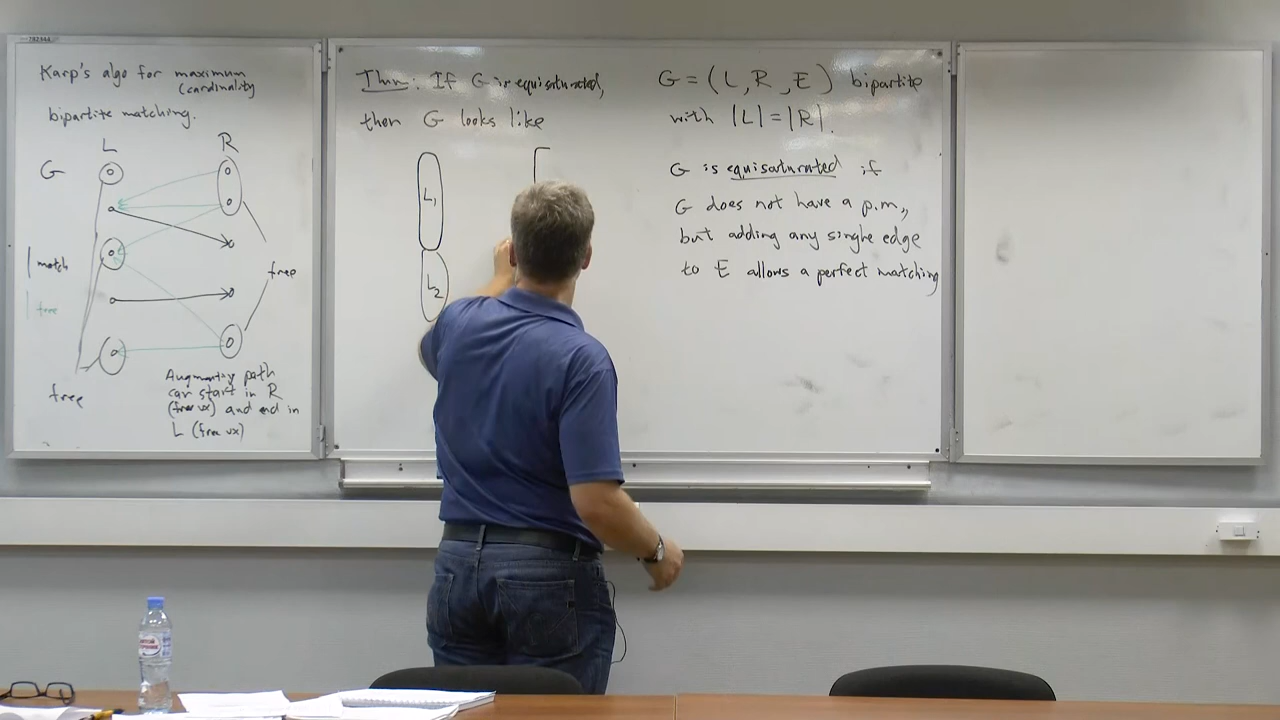 Karp's algo for maximum
(cardinality
bipartite matching.
L R
G
match
free
free
free
Augmenting path
can start in R
(free vx) and end in
L (free vx)
Thm: If G is equisaturated,
then G looks like
L1
L2
G = (L, R, E) bipartite
with |L| = |R|.
G is equisaturated if
G does not have a p.m.,
but adding any single edge
to E allows a perfect matching